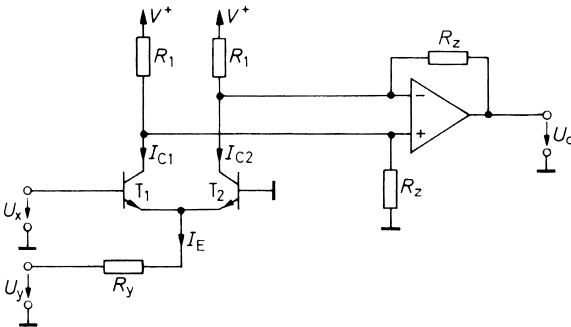 V+
V+
R1
R1
Rz
−
+
Uo
IC1
IC2
Rz
T1
T2
Ux
IE
Uy
Ry